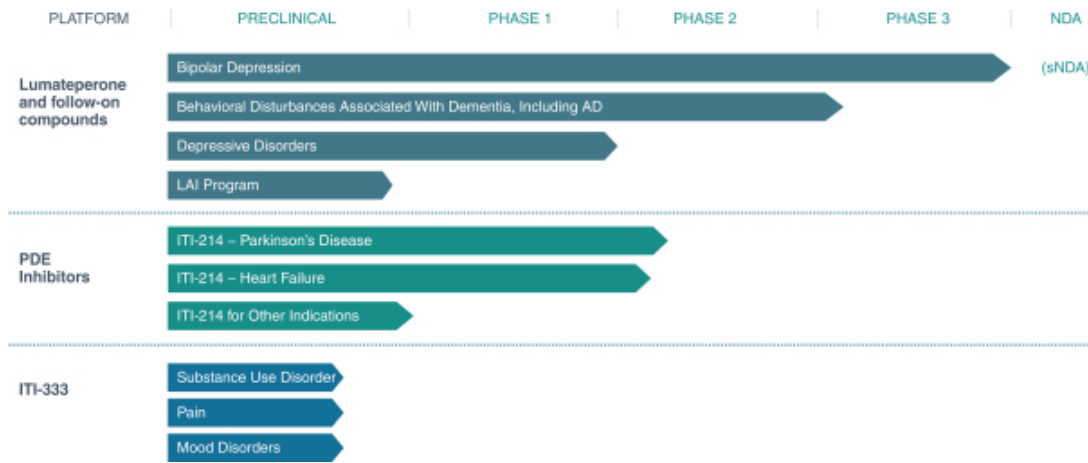 PLATFORM PRECLINICAL PHASE 1 PHASE 2 PHASE 3 NDA
Lumateperone
and follow-on
compounds
Bipolar Depression
(sNDA)
Behavioral Disturbances Associated With Dementia, Including AD
Depressive Disorders
LAI Program
PDE
Inhibitors
ITI-214 – Parkinson's Disease
ITI-214 – Heart Failure
ITI-214 for Other Indications
ITI-333
Substance Use Disorder
Pain
Mood Disorders